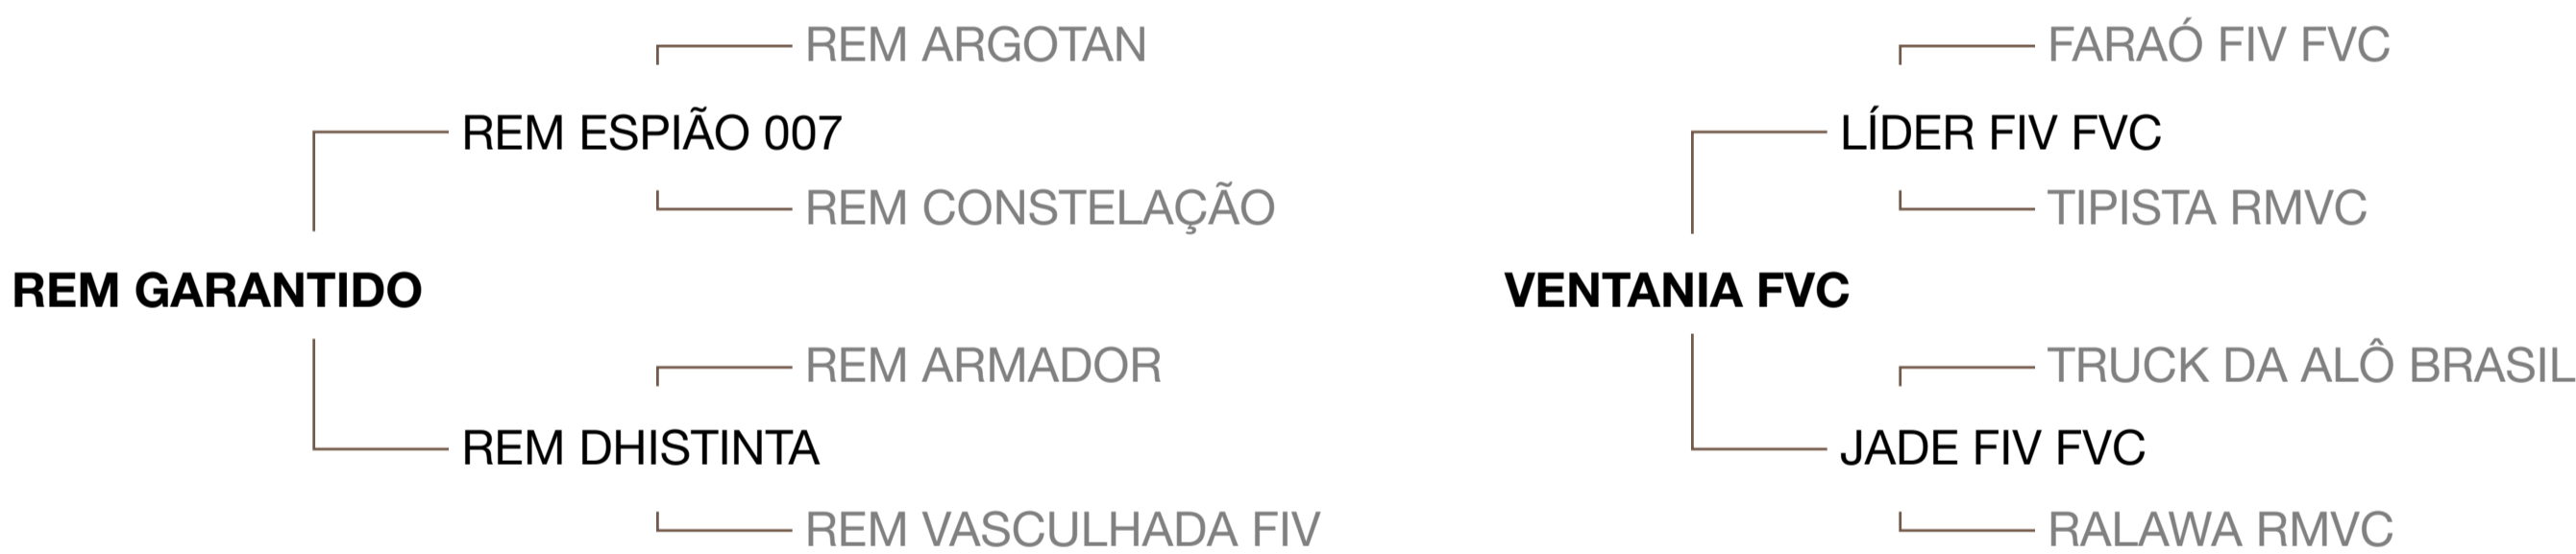 REM ARGOTAN
REM ESPIÃO 007
REM CONSTELAÇÃO
REM GARANTIDO
REM ARMADOR
REM DHISTINTA
REM VASCULHADA FIV
FARAÓ FIV FVC
LÍDER FIV FVC
TIPISTA RMVC
VENTANIA FVC
TRUCK DA ALÔ BRASIL
JADE FIV FVC
RALAWA RMVC